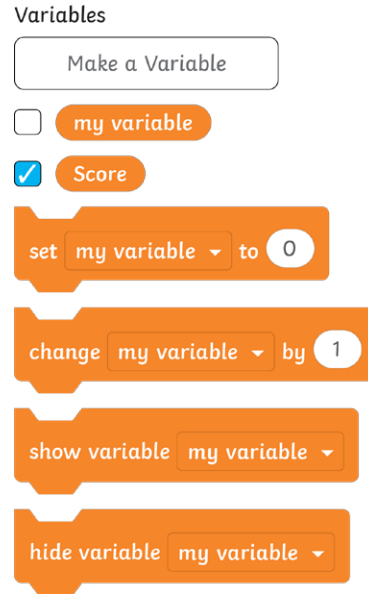 Variables
Make a Variable
my variable
Score
set my variable to 0
change my variable by 1
show variable my variable
hide variable my variable